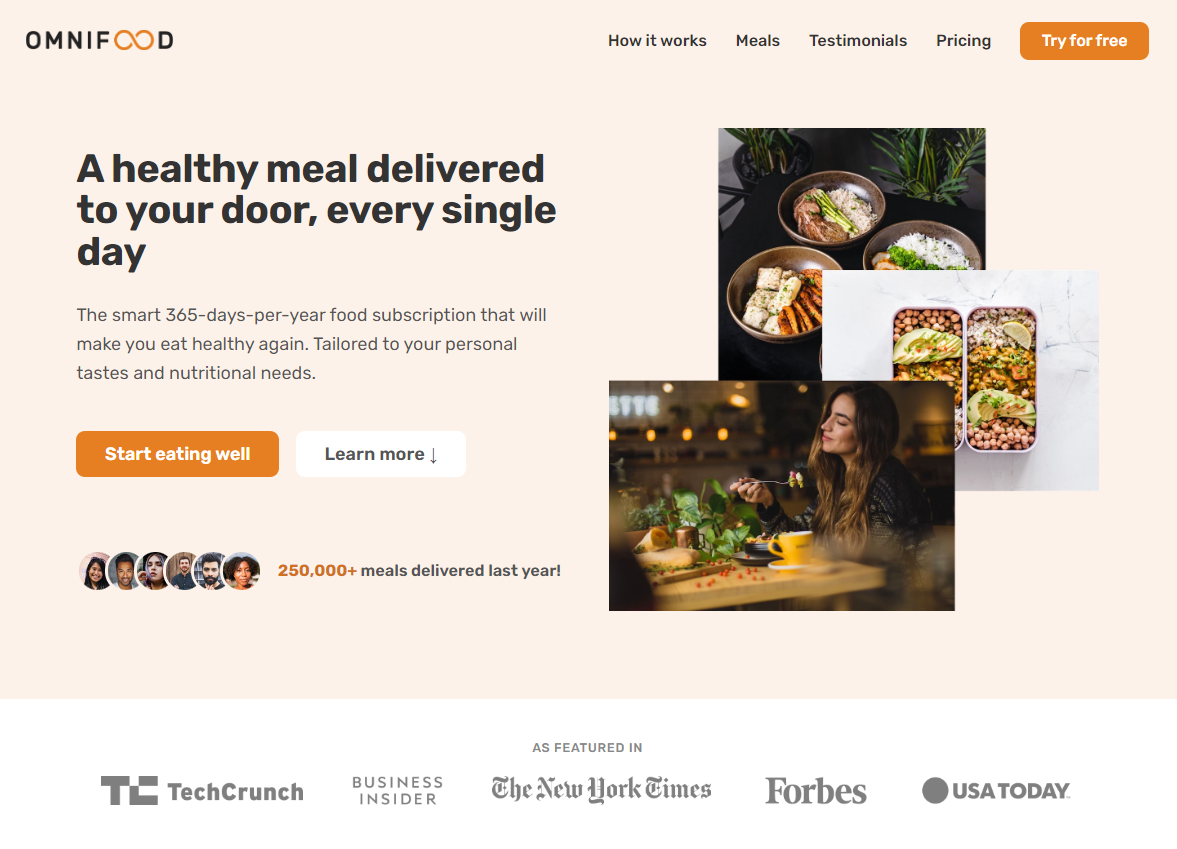 OMNIFOOD
How it works Meals Testimonials Pricing Try for free
A healthy meal delivered
to your door, every single
day
The smart 365-days-per-year food subscription that will
make you eat healthy again. Tailored to your personal
tastes and nutritional needs.
Start eating well Learn more ↓
250,000+ meals delivered last year!
AS FEATURED IN
TC TechCrunch
BUSINESS
INSIDER
The New York Times
Forbes
USA TODAY